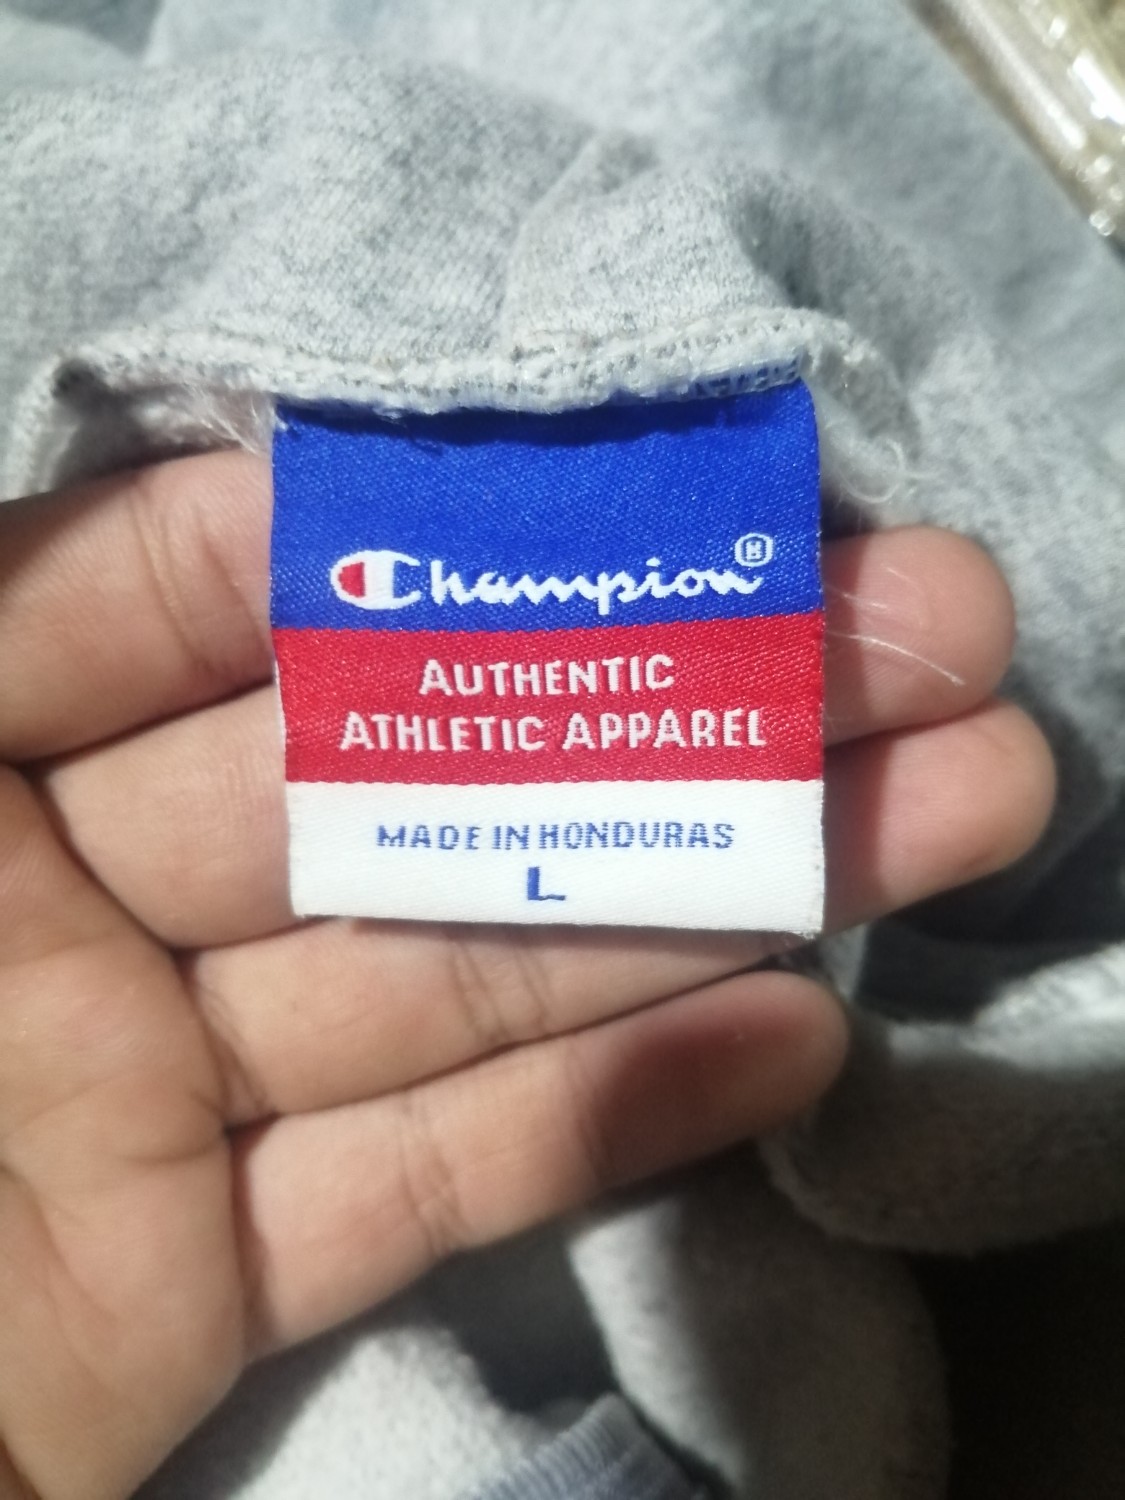 Champion®
AUTHENTIC
ATHLETIC APPAREL
MADE IN HONDURAS
L